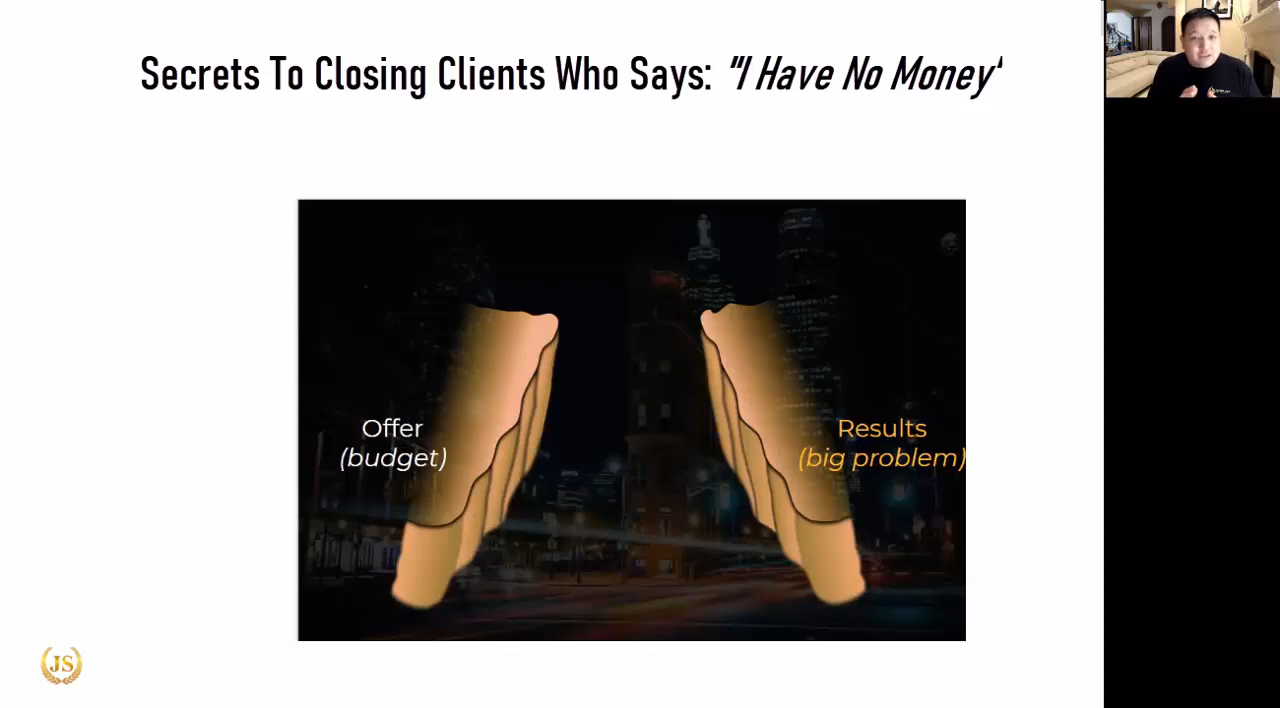 Secrets To Closing Clients Who Says: "I Have No Money'
Offer
(budget)
Results
(big problem)
JS